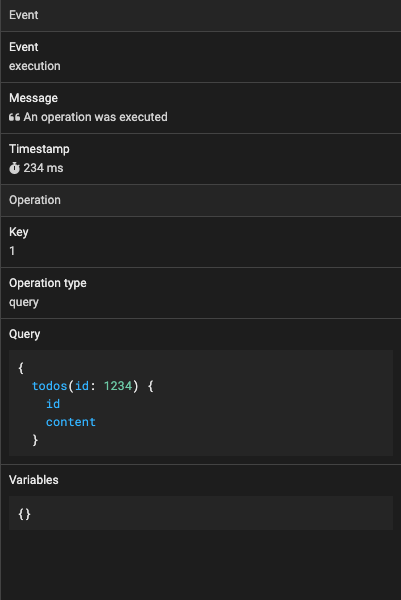 Event
Event
execution
Message
❝ An operation was executed
Timestamp
⏱ 234 ms
Operation
Key
1
Operation type
query
Query
{
  todos(id: 1234) {
    id
    content
  }
Variables
{}